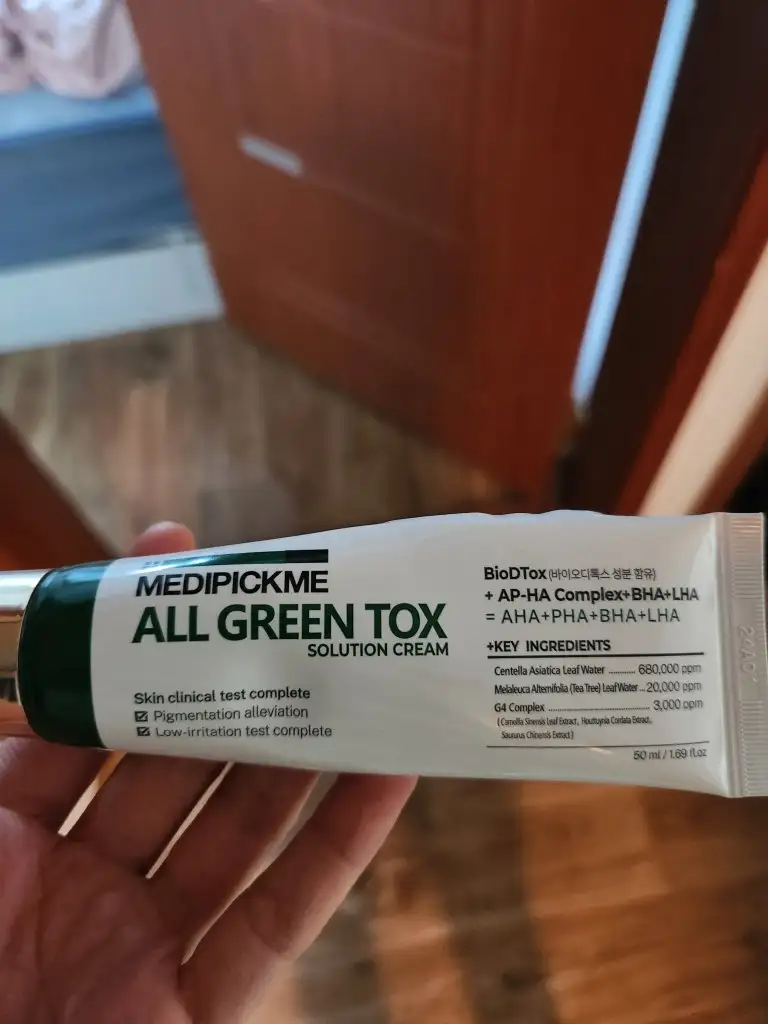 MEDIPICKME
ALL GREEN TOX
SOLUTION CREAM
Skin clinical test complete
☑ Pigmentation alleviation
☑ Low-irritation test complete
BioDTox (바이오디톡스 성분 함유)
+ AP-HA Complex+BHA+LHA
= AHA+PHA+BHA+LHA
+KEY INGREDIENTS
Centella Asiatica Leaf Water ........... 680,000 ppm
Melaleuca Alternifolia (Tea Tree) Leaf Water ... 20,000 ppm
G4 Complex ........................... 3,000 ppm
( Camellia Sinensis Leaf Extract, Houttuynia Cordata Extract,
Saururus Chinensis Extract )
50 ml / 1.69 fl.oz